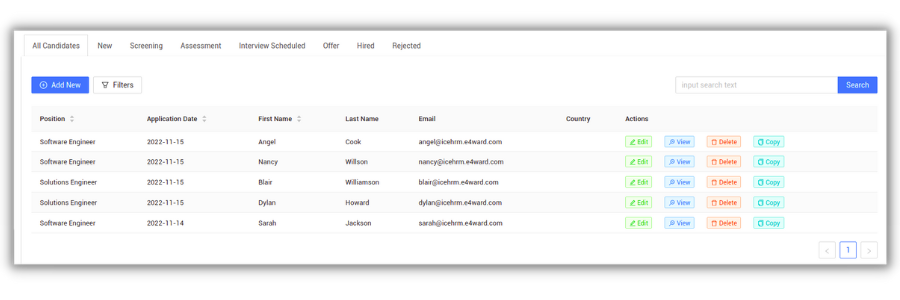 All Candidates New Screening Assessment Interview Scheduled Offer Hired Rejected
Add New Filters input search text Search
Position Application Date First Name Last Name Email Country Actions
Software Engineer 2022-11-15 Angel Cook angel@icehrm.e4ward.com Edit View Delete Copy
Software Engineer 2022-11-15 Nancy Willson nancy@icehrm.e4ward.com Edit View Delete Copy
Solutions Engineer 2022-11-15 Blair Williamson blair@icehrm.e4ward.com Edit View Delete Copy
Solutions Engineer 2022-11-15 Dylan Howard dylan@icehrm.e4ward.com Edit View Delete Copy
Software Engineer 2022-11-14 Sarah Jackson sarah@icehrm.e4ward.com Edit View Delete Copy
< 1 >